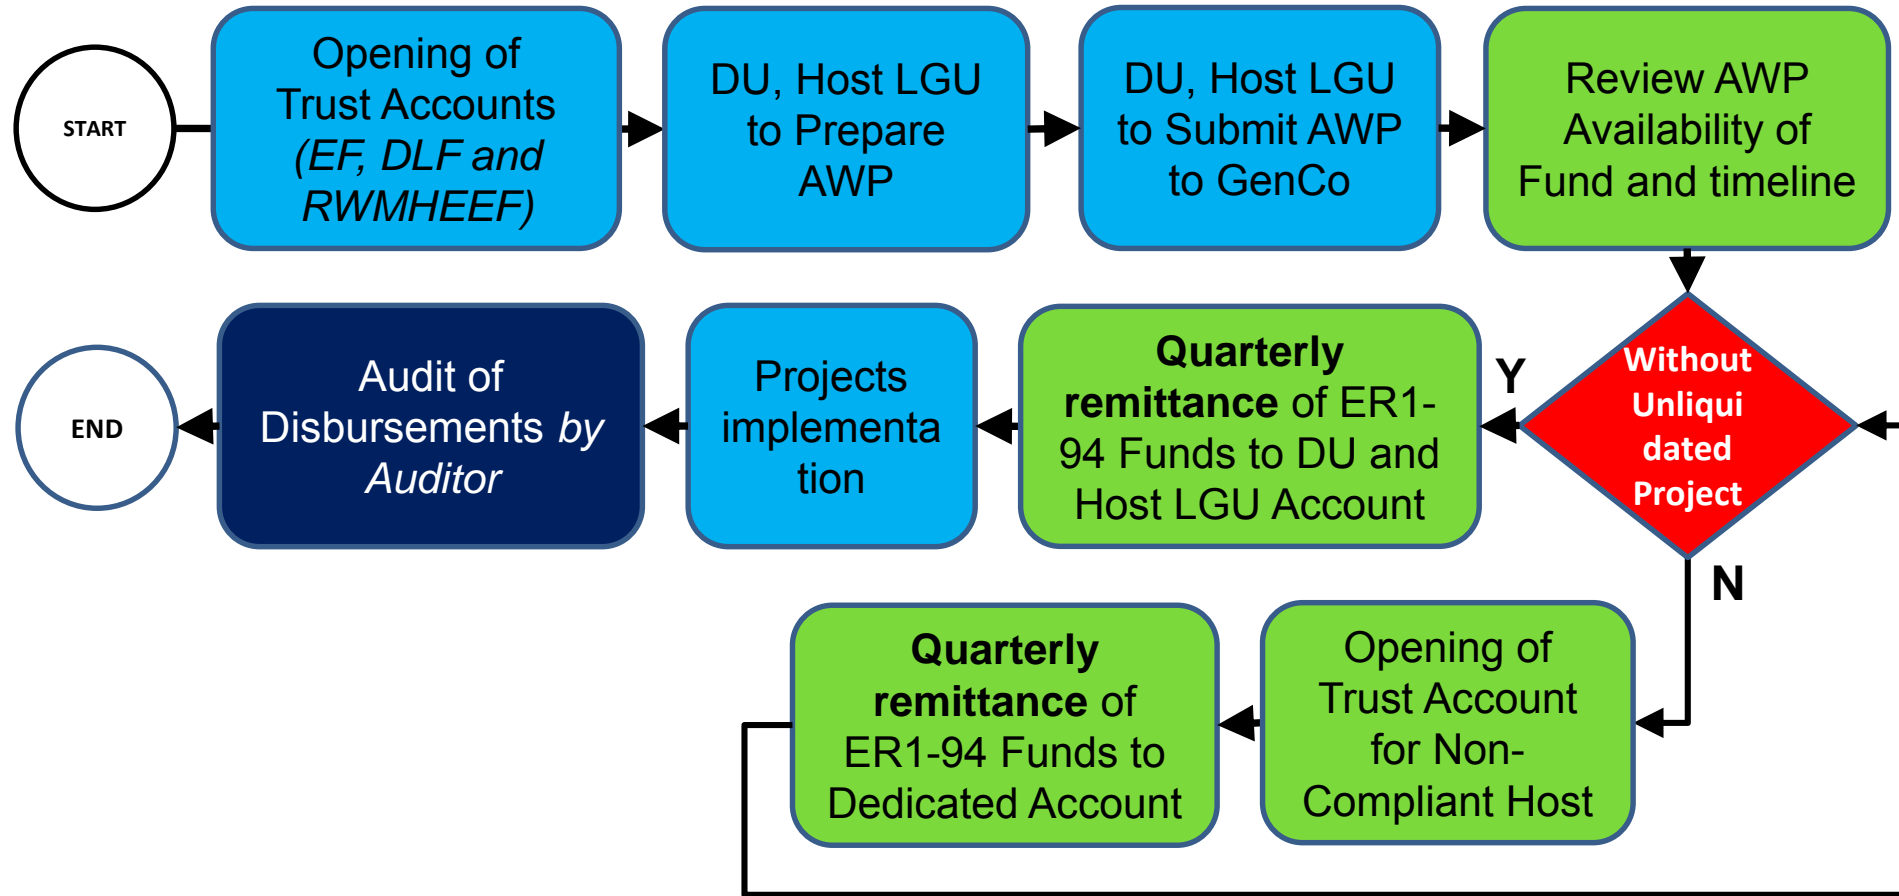 START
Opening of
Trust Accounts
(EF, DLF and
RWMHEEF)
DU, Host LGU
to Prepare
AWP
DU, Host LGU
to Submit AWP
to GenCo
Review AWP
Availability of
Fund and timeline
Without
Unliqui
dated
Project
Y
N
Quarterly
remittance of ER1-
94 Funds to DU and
Host LGU Account
Projects
implementa
tion
Audit of
Disbursements by
Auditor
END
Opening of
Trust Account
for Non-
Compliant Host
Quarterly
remittance of
ER1-94 Funds to
Dedicated Account